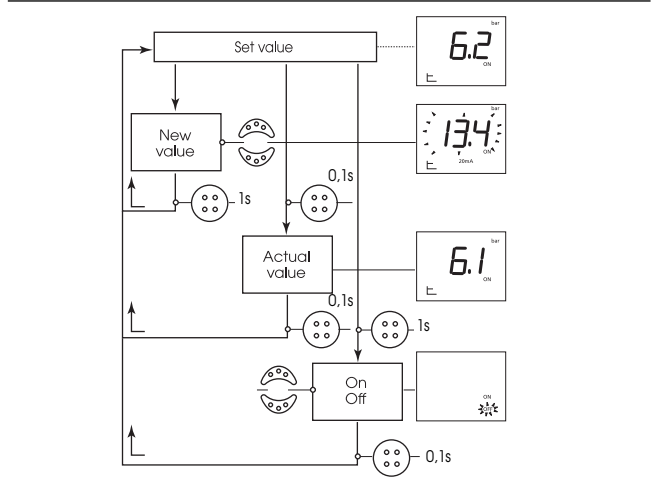 Set value
bar
6.2
ON
New
value
bar
13.4
ON
20mA
1s
0,1s
Actual
value
bar
6.1
ON
0,1s
1s
On
Off
ON
OFF
0,1s